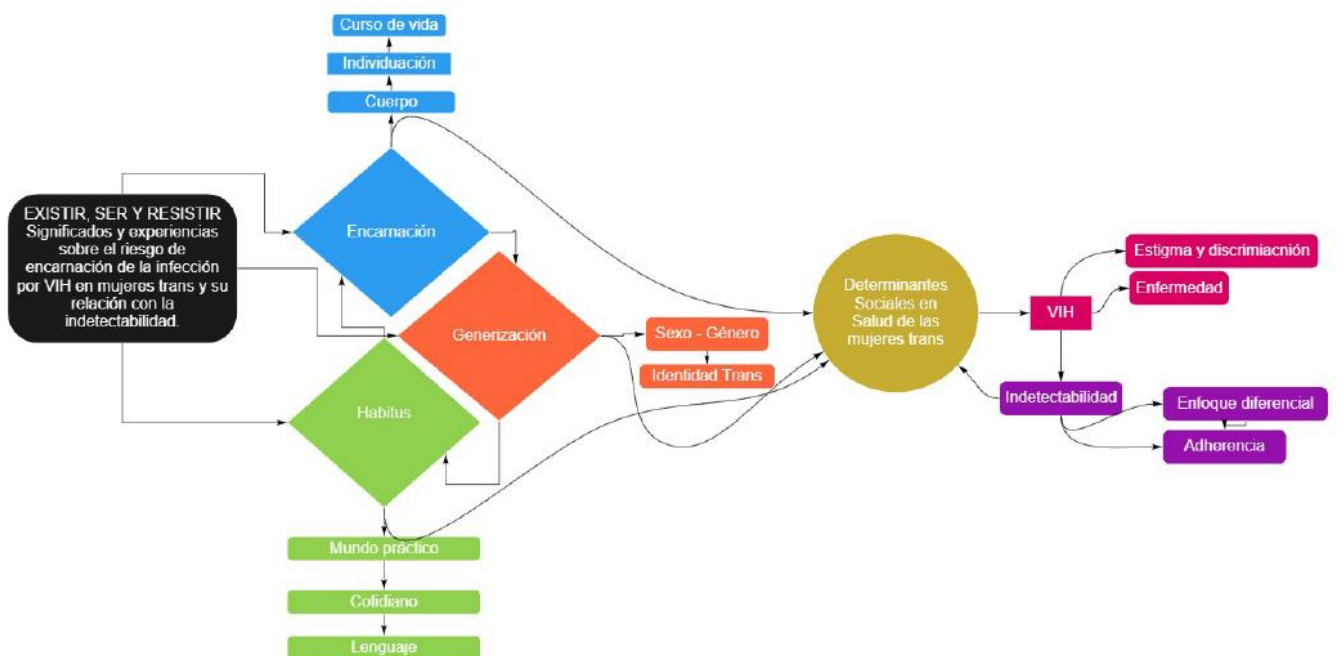 Curso de vida
Individuación
Cuerpo
EXISTIR, SER Y RESISTIR
Significados y experiencias
sobre el riesgo de
encarnación de la infección
por VIH en mujeres trans y su
relación con la
indetectabilidad.
Encarnación
Generización
Habitus
Sexo - Género
Identidad Trans
Mundo práctico
Cotidiano
Lenguaje
Determinantes
Sociales en
Salud de las
mujeres trans
VIH
Estigma y discrimiacnión
Enfermedad
Indetectabilidad
Enfoque diferencial
Adherencia